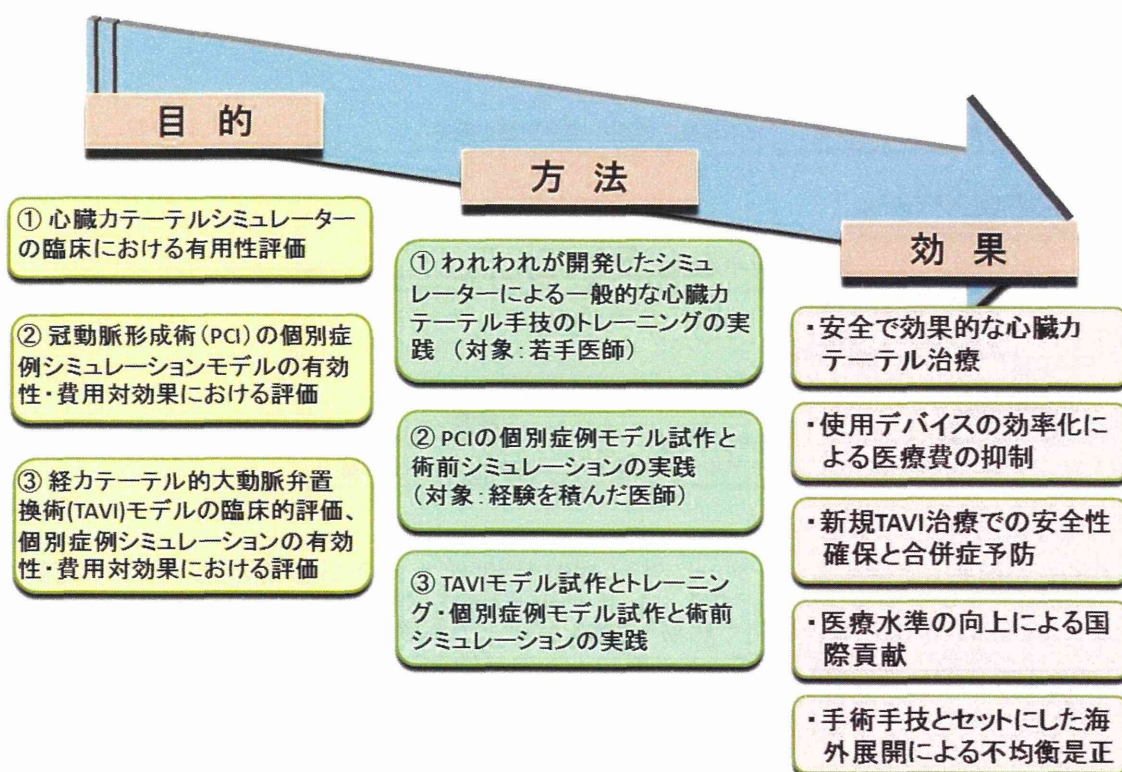 目 的
① 心臓カテーテルシミュレーター
の臨床における有用性評価
② 冠動脈形成術(PCI)の個別症
例シミュレーションモデルの有効
性・費用対効果における評価
③ 経カテーテル的大動脈弁置
換術(TAVI)モデルの臨床的評価、
個別症例シミュレーションの有効
性・費用対効果における評価
方 法
① われわれが開発したシミュ
レーターによる一般的な心臓カ
テーテル手技のトレーニングの実
践 （対象：若手医師）
② PCIの個別症例モデル試作と
術前シミュレーションの実践
（対象：経験を積んだ医師）
③ TAVIモデル試作とトレーニン
グ・個別症例モデル試作と術前
シミュレーションの実践
効 果
・安全で効果的な心臓カ
テーテル治療
・使用デバイスの効率化に
よる医療費の抑制
・新規TAVI治療での安全性
確保と合併症予防
・医療水準の向上による国
際貢献
・手術手技とセットにした海
外展開による不均衡是正